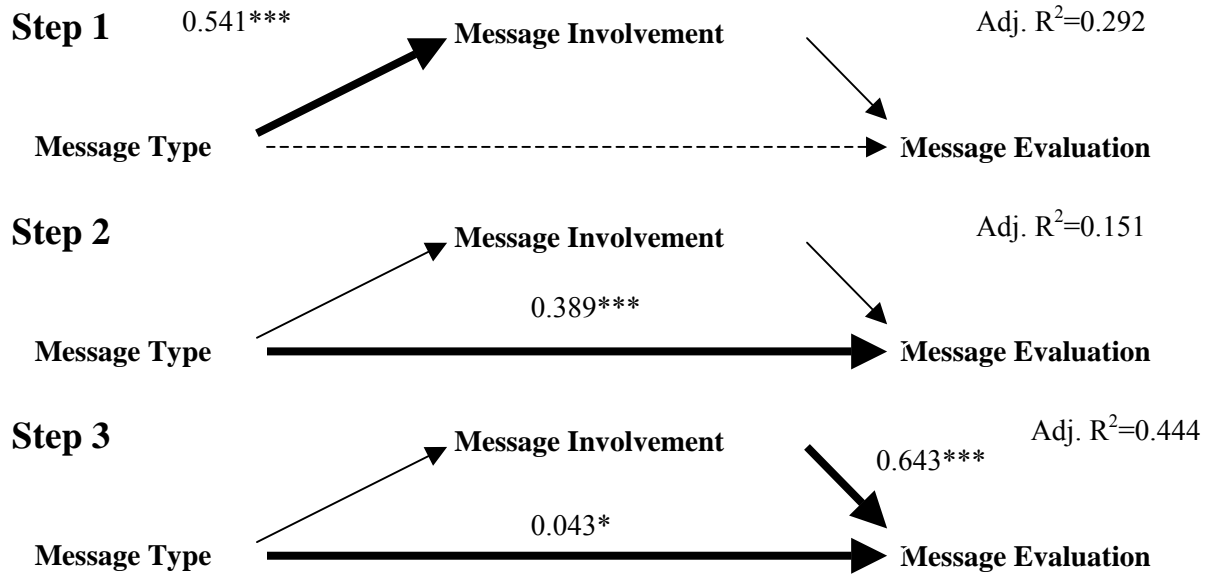 Step 1 0.541*** Message Involvement Adj. R²=0.292
Message Type Message Evaluation
Step 2 Message Involvement Adj. R²=0.151
0.389***
Message Type Message Evaluation
Step 3 Message Involvement Adj. R²=0.444
0.643***
0.043*
Message Type Message Evaluation